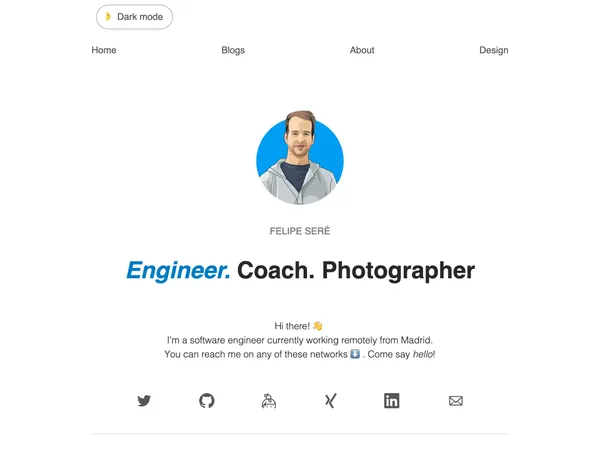 Dark mode
Home Blogs About Design
FELIPE SERÉ
Engineer. Coach. Photographer
Hi there! 👋
I'm a software engineer currently working remotely from Madrid.
You can reach me on any of these networks ⬇️ . Come say hello!